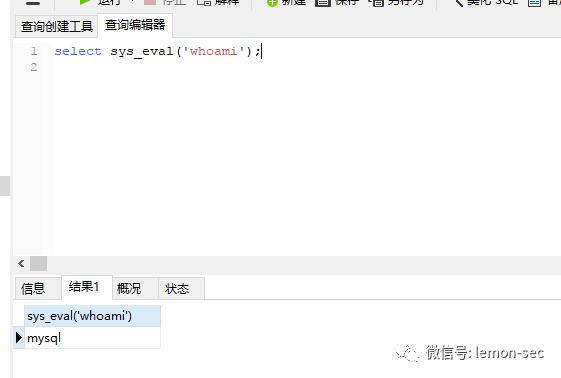 运行 停止 解释 新建 保存 另存为 美化 SQL
查询创建工具 查询编辑器
1 select sys_eval('whoami');
2
信息 结果1 概况 状态
sys_eval('whoami')
mysql
微信号: lemon-sec